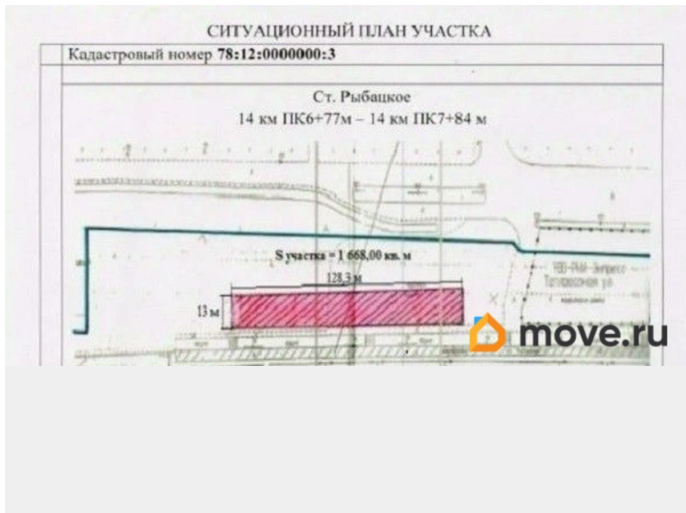 СИТУАЦИОННЫЙ ПЛАН УЧАСТКА
Кадастровый номер 78:12:0000000:3
Ст. Рыбацкое
14 км ПК6+77м – 14 км ПК7+84 м
S участка = 1 668,00 кв. м
128,3 м
13 м
move.ru